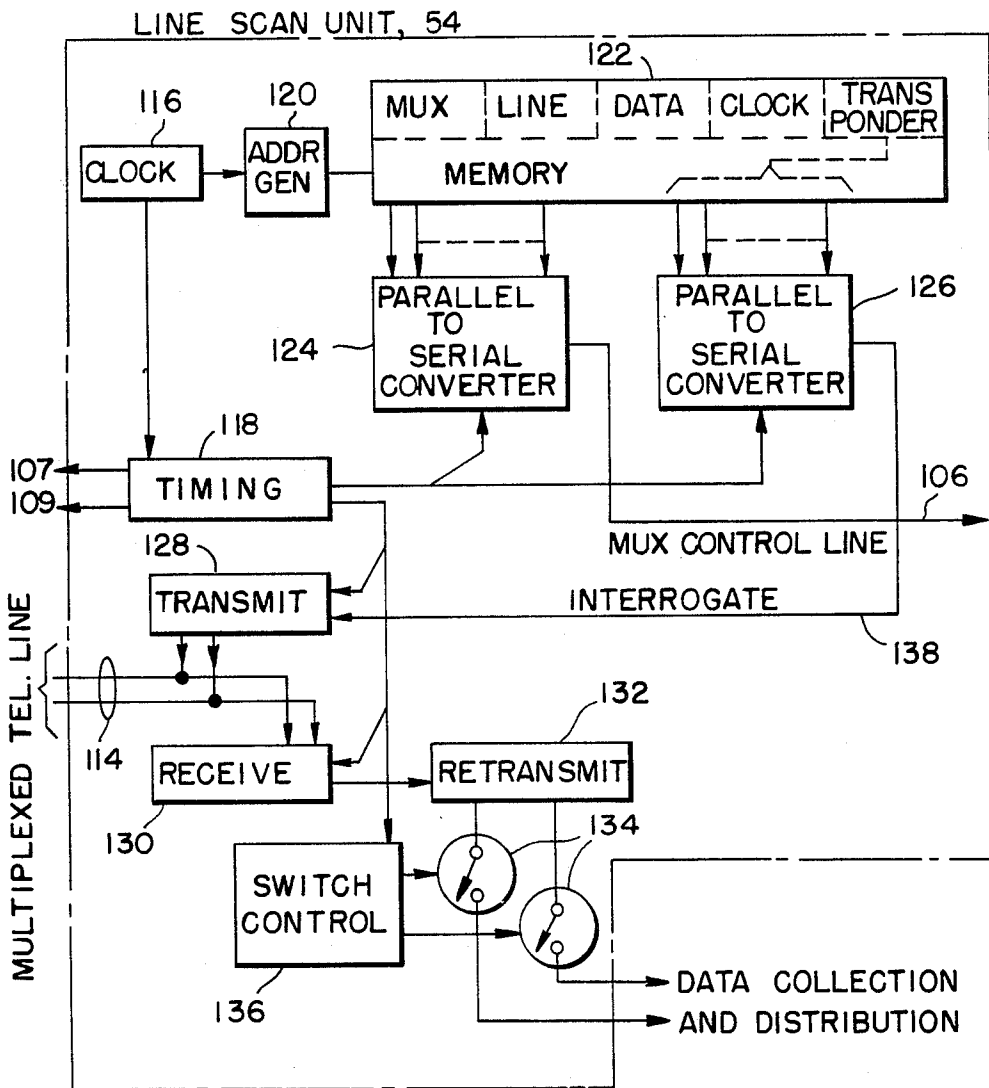 LINE SCAN UNIT, 54
122
116
120
MUX
LINE
DATA
CLOCK
TRANS
PONDER
CLOCK
ADDR
GEN
MEMORY
PARALLEL
TO
SERIAL
CONVERTER
124
PARALLEL
TO
SERIAL
CONVERTER
126
118
107
109
TIMING
106
MUX CONTROL LINE
128
TRANSMIT
INTERROGATE
138
MULTIPLEXED TEL. LINE
114
132
RECEIVE
RETRANSMIT
130
134
SWITCH
CONTROL
136
DATA COLLECTION
AND DISTRIBUTION